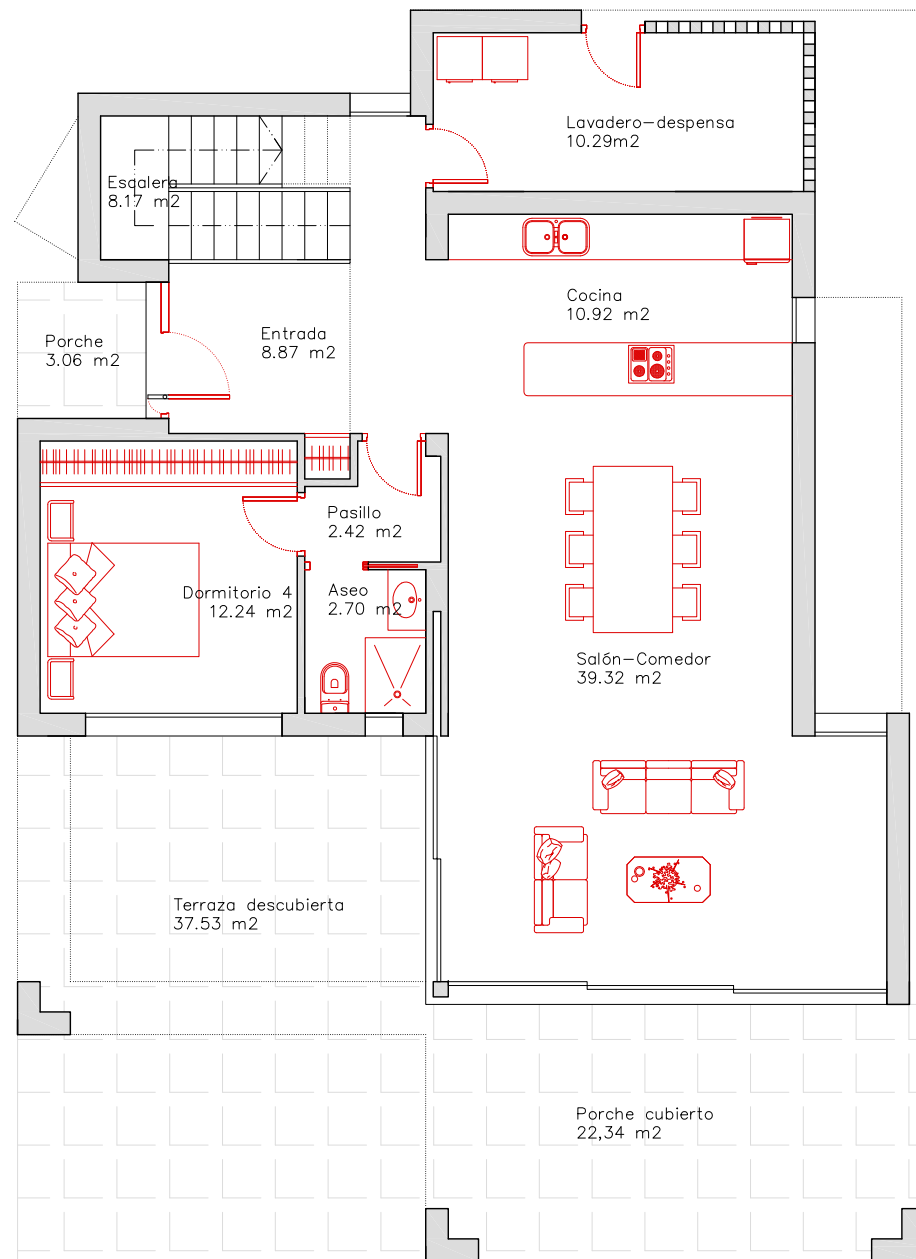 Lavadero-despensa
10.29m2
Escalera
8.17 m2
Cocina
10.92 m2
Entrada
8.87 m2
Porche
3.06 m2
Pasillo
2.42 m2
Dormitorio 4
12.24 m2
Aseo
2.70 m2
Salón-Comedor
39.32 m2
Terraza descubierta
37.53 m2
Porche cubierto
22,34 m2